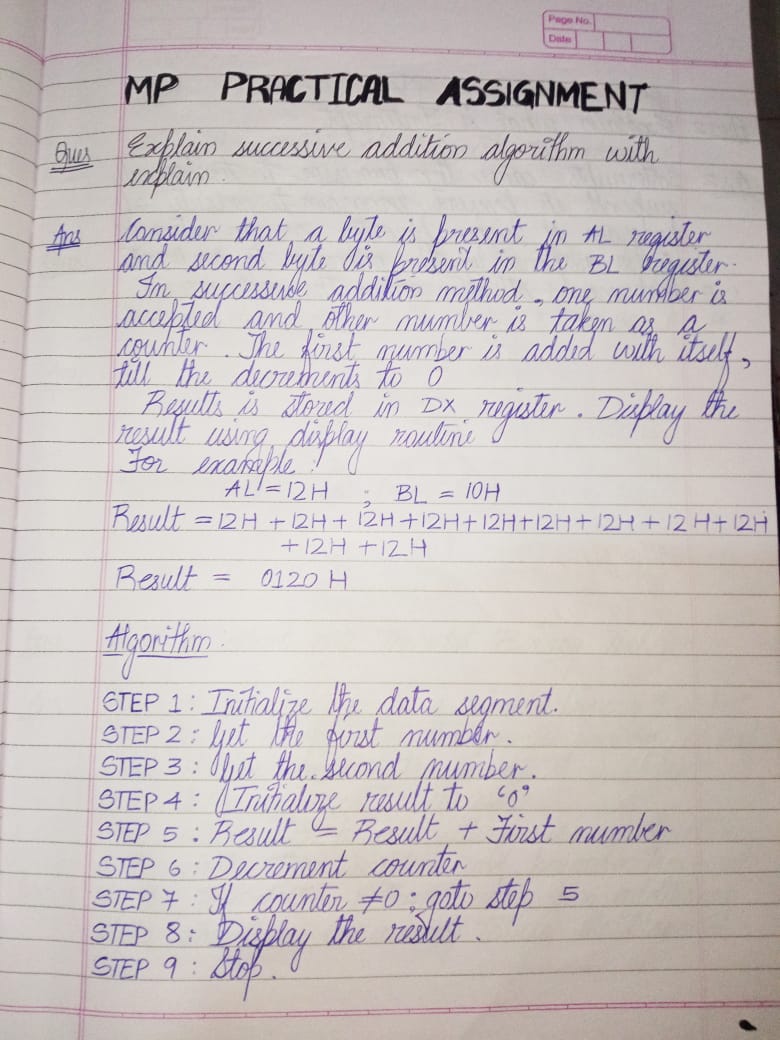 Page No.
Date
MP PRACTICAL ASSIGNMENT
Ques Explain successive addition algorithm with
explain.
Ans Consider that a byte is present in AL register
and second byte is present in the BL register.
In successive addition method, one number is
accepted and other number is taken as a
counter. The first number is added with itself,
till the decrements to 0
Results is stored in DX register. Display the
result using display routine
For example :
AL = 12H ; BL = 10H
Result = 12H + 12H + 12H + 12H + 12H + 12H + 12H + 12H + 12H
+ 12H + 12H
Result = 0120 H
Algorithm.
STEP 1 : Initialize the data segment.
STEP 2 : Get the first number.
STEP 3 : Get the second number.
STEP 4 : Initialize result to "0"
STEP 5 : Result = Result + First number
STEP 6 : Decrement counter
STEP 7 : If counter ≠0 : goto step 5
STEP 8 : Display the result.
STEP 9 : Stop.